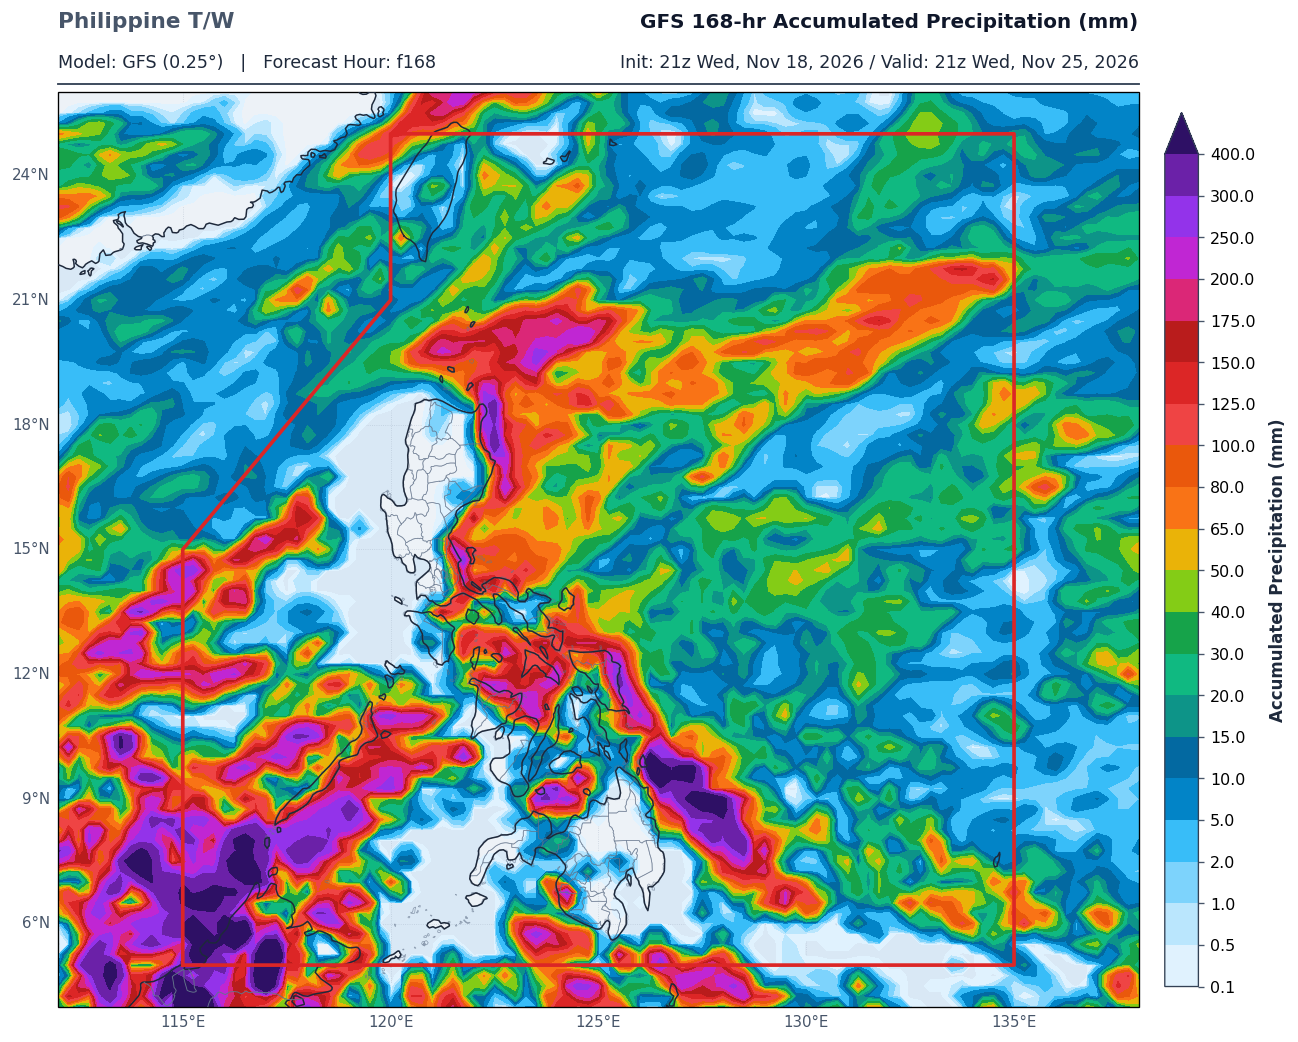 Philippine T/W
GFS 168-hr Accumulated Precipitation (mm)
Model: GFS (0.25°) | Forecast Hour: f168
Init: 21z Wed, Nov 18, 2026 / Valid: 21z Wed, Nov 25, 2026
24°N
21°N
18°N
15°N
12°N
9°N
6°N
115°E
120°E
125°E
130°E
135°E
400.0
300.0
250.0
200.0
175.0
150.0
125.0
100.0
80.0
65.0
50.0
40.0
30.0
20.0
15.0
10.0
5.0
2.0
1.0
0.5
0.1
Accumulated Precipitation (mm)